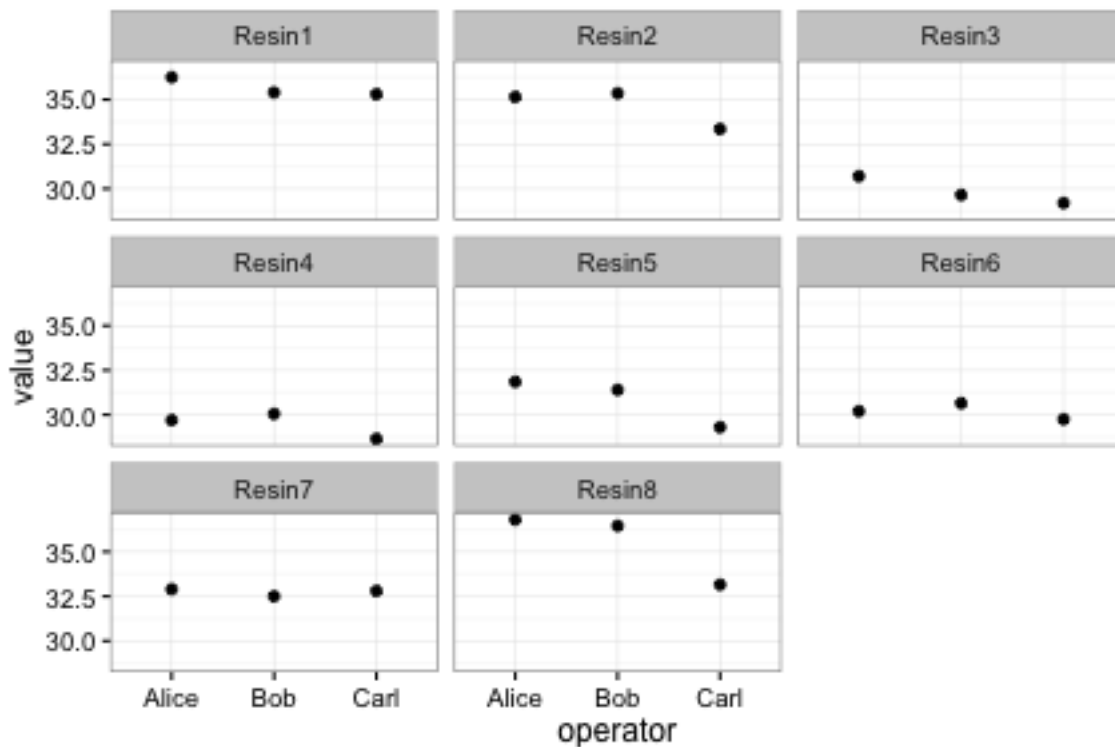 Resin1 Resin2 Resin3
35.0
32.5
30.0
Resin4 Resin5 Resin6
35.0
32.5
30.0
value
Resin7 Resin8
35.0
32.5
30.0
Alice Bob Carl Alice Bob Carl
operator